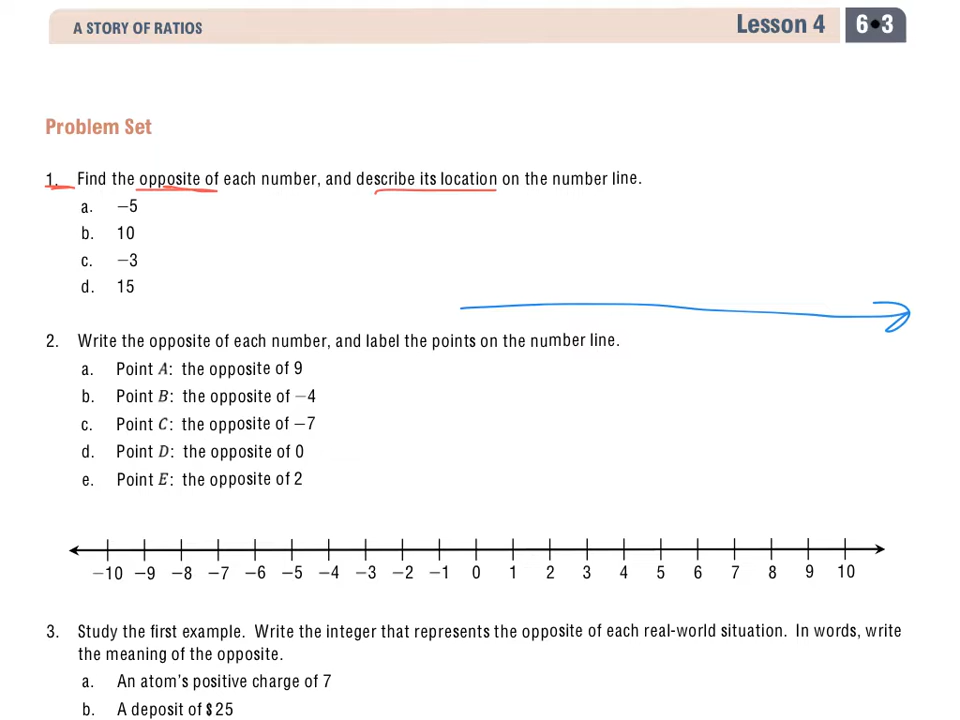 A STORY OF RATIOS
Lesson 4 6•3
Problem Set
1. Find the opposite of each number, and describe its location on the number line.
a. −5
b. 10
c. −3
d. 15
2. Write the opposite of each number, and label the points on the number line.
a. Point A: the opposite of 9
b. Point B: the opposite of −4
c. Point C: the opposite of −7
d. Point D: the opposite of 0
e. Point E: the opposite of 2
−10 −9 −8 −7 −6 −5 −4 −3 −2 −1 0 1 2 3 4 5 6 7 8 9 10
3. Study the first example. Write the integer that represents the opposite of each real-world situation. In words, write
the meaning of the opposite.
a. An atom's positive charge of 7
b. A deposit of $25